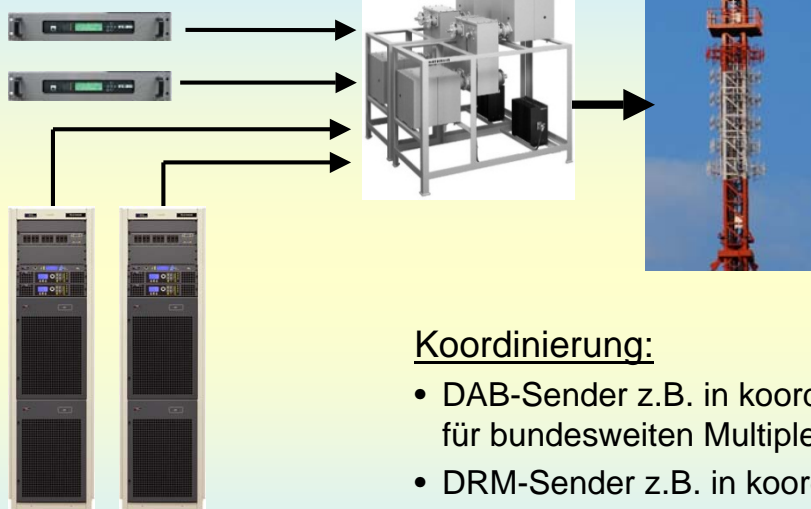 Koordinierung:
• DAB-Sender z.B. in koord
für bundesweiten Multiple
• DRM-Sender z.B. in koor